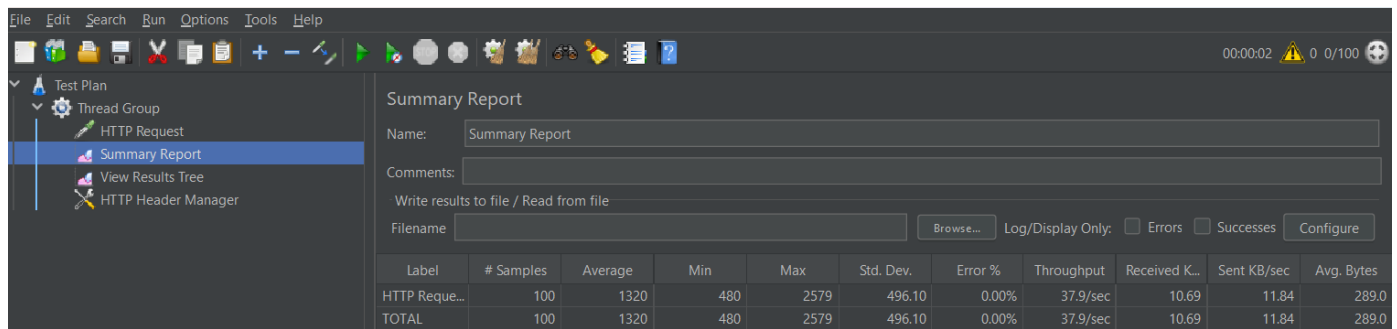 File Edit Search Run Options Tools Help
00:00:02 0 0/100
Test Plan
Thread Group
HTTP Request
Summary Report
View Results Tree
HTTP Header Manager
Summary Report
Name: Summary Report
Comments:
Write results to file / Read from file
Filename Browse... Log/Display Only: Errors Successes Configure
Label # Samples Average Min Max Std. Dev. Error % Throughput Received K... Sent KB/sec Avg. Bytes
HTTP Reque... 100 1320 480 2579 496.10 0.00% 37.9/sec 10.69 11.84 289.0
TOTAL 100 1320 480 2579 496.10 0.00% 37.9/sec 10.69 11.84 289.0